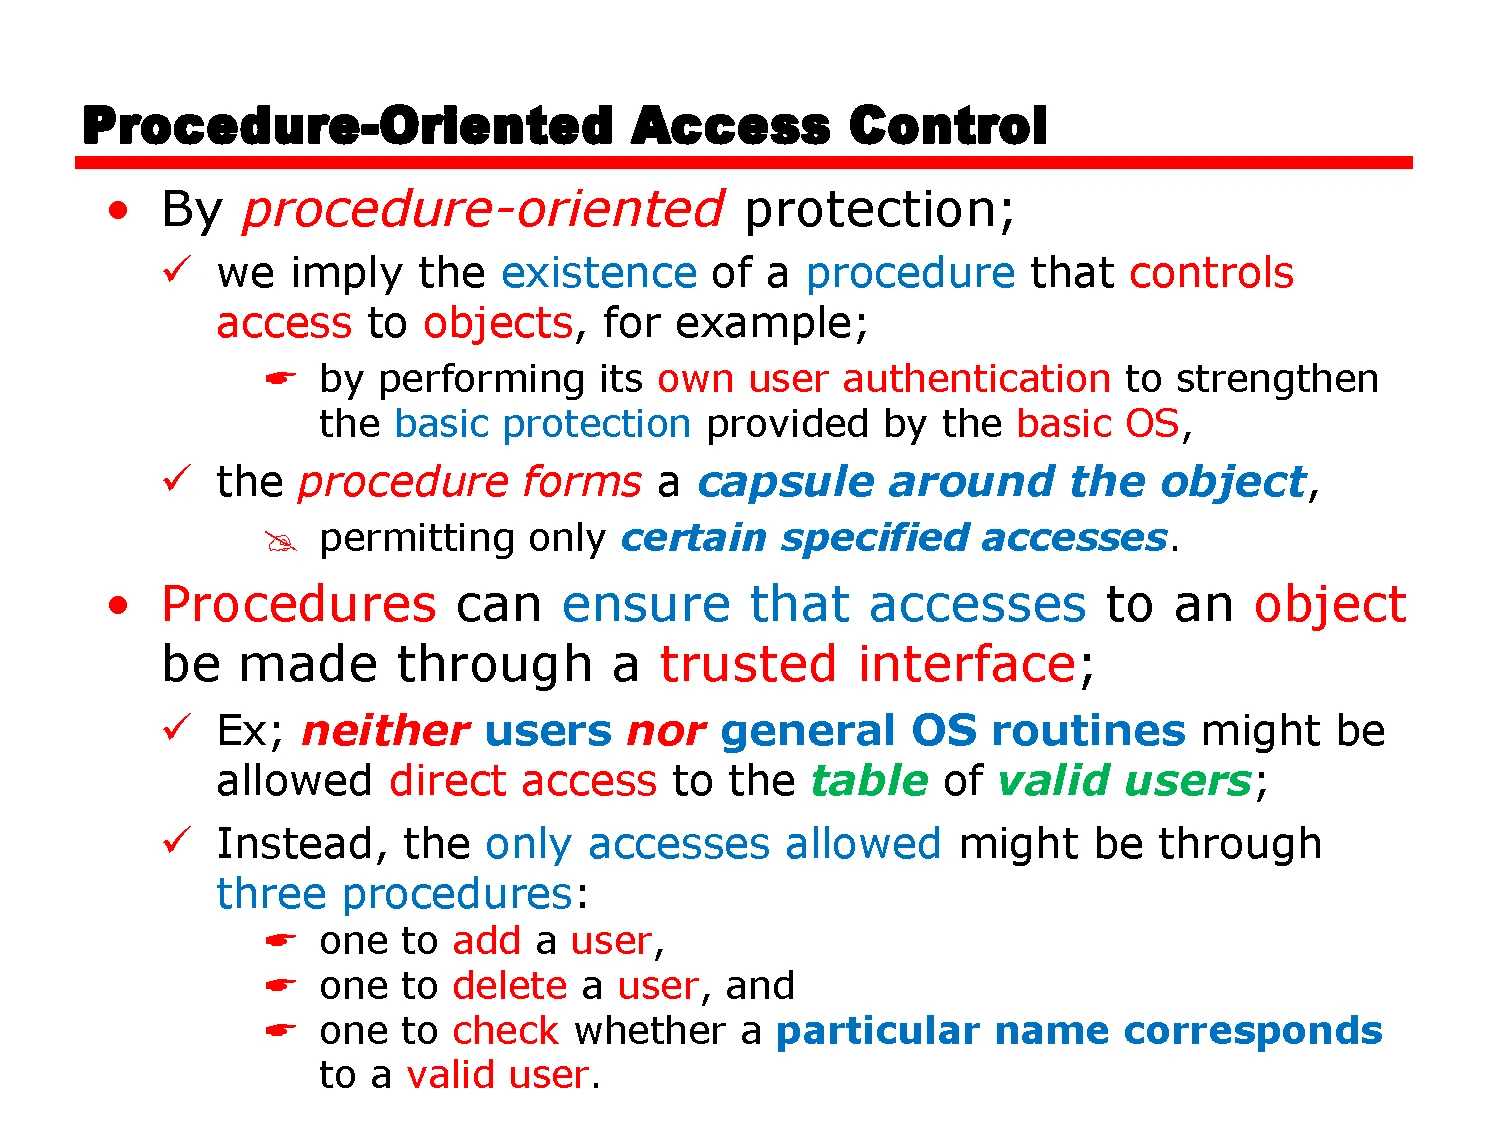 Procedure-Oriented Access Control
• By procedure-oriented protection;
✓ we imply the existence of a procedure that controls
access to objects, for example;
☛ by performing its own user authentication to strengthen
the basic protection provided by the basic OS,
✓ the procedure forms a capsule around the object,
permitting only certain specified accesses.
• Procedures can ensure that accesses to an object
be made through a trusted interface;
✓ Ex; neither users nor general OS routines might be
allowed direct access to the table of valid users;
✓ Instead, the only accesses allowed might be through
three procedures:
☛ one to add a user,
☛ one to delete a user, and
☛ one to check whether a particular name corresponds
to a valid user.